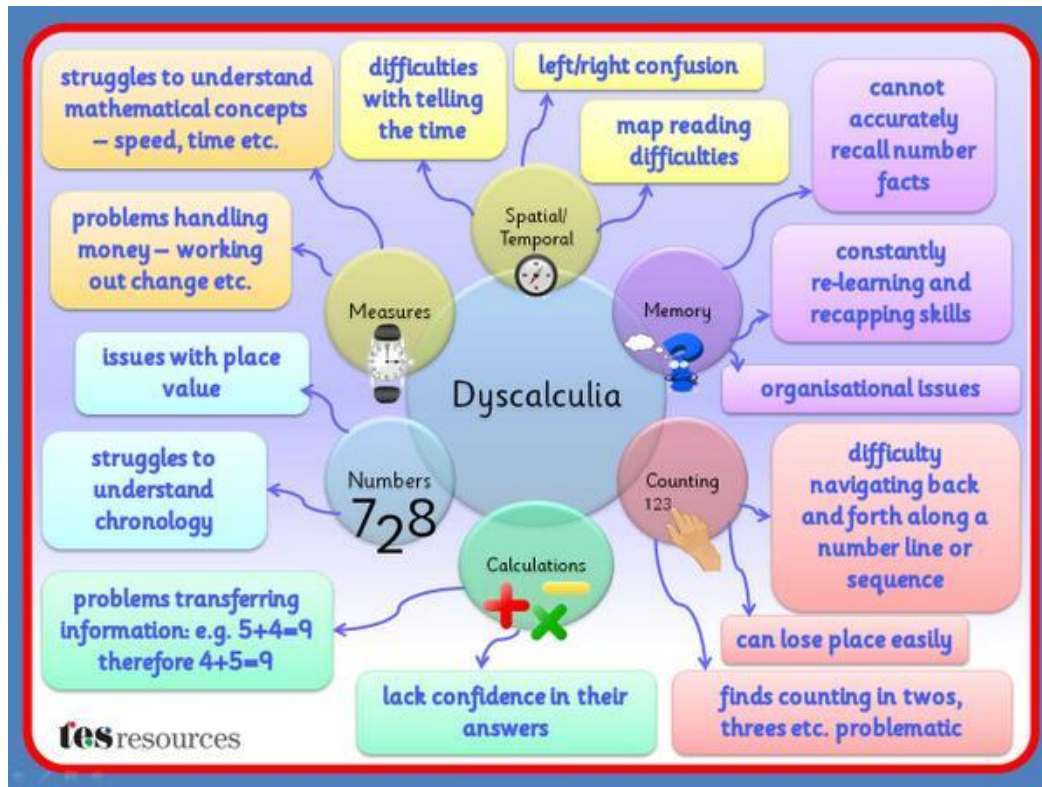 struggles to understand
mathematical concepts
– speed, time etc.
difficulties
with telling
the time
left/right confusion
map reading
difficulties
cannot
accurately
recall number
facts
problems handling
money – working
out change etc.
Spatial/
Temporal
Measures
Memory
constantly
re-learning and
recapping skills
issues with place
value
Dyscalculia
organisational issues
struggles to
understand
chronology
Numbers
728
Counting
123
difficulty
navigating back
and forth along a
number line or
sequence
Calculations
problems transferring
information: e.g. 5+4=9
therefore 4+5=9
can lose place easily
lack confidence in their
answers
finds counting in twos,
threes etc. problematic
tes resources